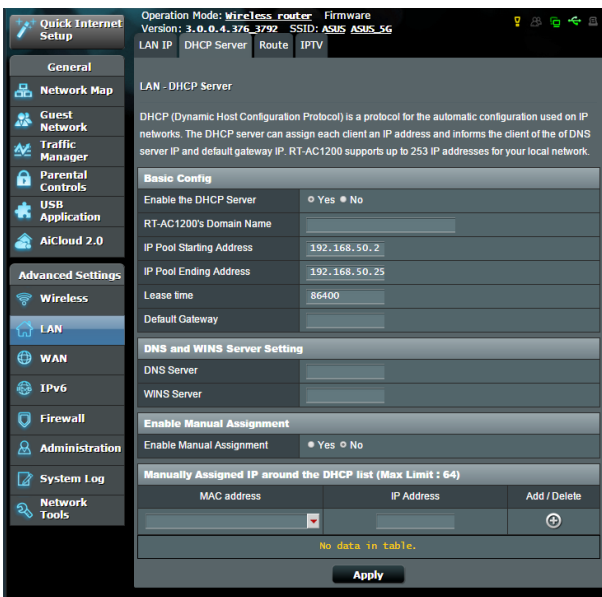 Quick Internet
Setup
General
Network Map
Guest
Network
Traffic
Manager
Parental
Controls
USB
Application
AiCloud 2.0
Advanced Settings
Wireless
LAN
WAN
IPv6
Firewall
Administration
System Log
Network
Tools
Operation Mode: Wireless router Firmware
Version: 3.0.0.4.376_3792 SSID: ASUS ASUS_5G
LAN IP DHCP Server Route IPTV
LAN - DHCP Server
DHCP (Dynamic Host Configuration Protocol) is a protocol for the automatic configuration used on IP
networks. The DHCP server can assign each client an IP address and informs the client of the of DNS
server IP and default gateway IP. RT-AC1200 supports up to 253 IP addresses for your local network.
Basic Config
Enable the DHCP Server Yes No
RT-AC1200's Domain Name
IP Pool Starting Address 192.168.50.2
IP Pool Ending Address 192.168.50.25
Lease time 86400
Default Gateway
DNS and WINS Server Setting
DNS Server
WINS Server
Enable Manual Assignment
Enable Manual Assignment Yes No
Manually Assigned IP around the DHCP list (Max Limit : 64)
MAC address IP Address Add / Delete
No data in table.
Apply